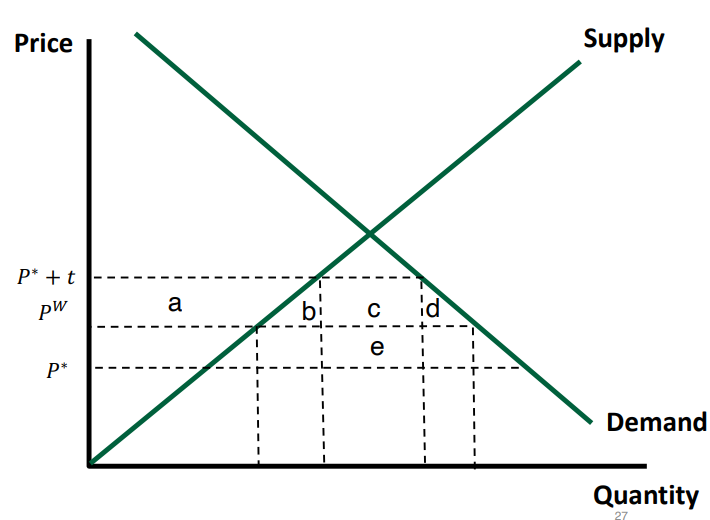 Price
Supply
P* + t
a
P^W
b
c
d
e
P*
Demand
Quantity
27